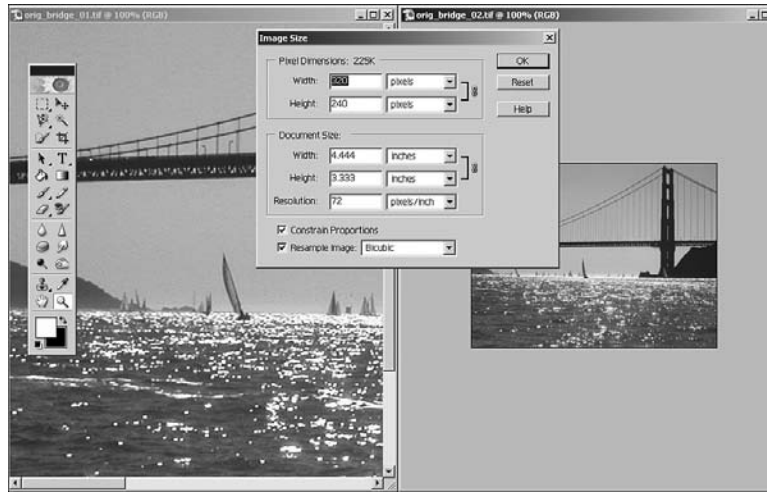 orig_bridge_01.tif @ 100% (RGB)
orig_bridge_02.tif @ 100% (RGB)
Image Size
Pixel Dimensions: 225K
Width: 320 pixels
Height: 240 pixels
Document Size:
Width: 4.444 inches
Height: 3.333 inches
Resolution: 72 pixels/inch
Constrain Proportions
Resample Image: Bicubic
OK
Reset
Help
T